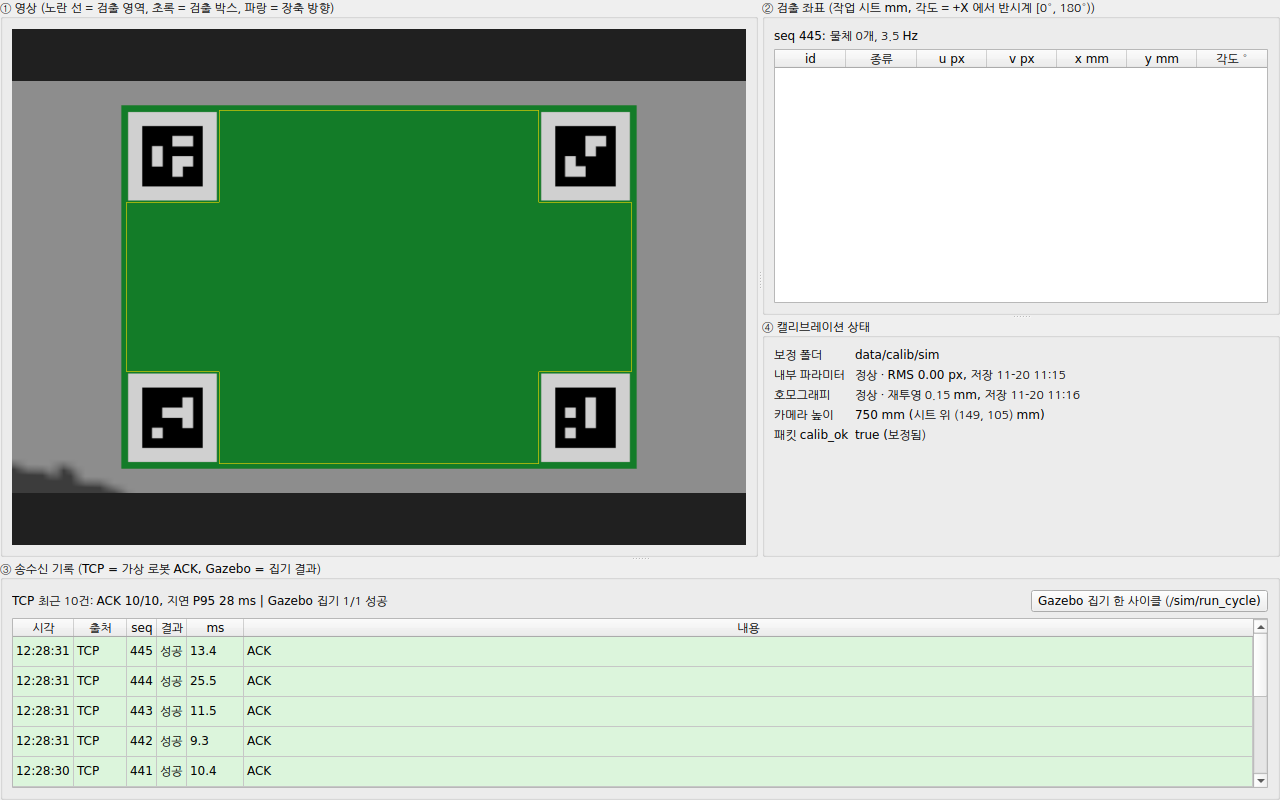 ① 영상 (노란 선 = 검출 영역, 초록 = 검출 박스, 파랑 = 장축 방향)
② 검출 좌표 (작업 시트 mm, 각도 = +X 에서 반시계 [0°, 180°))
seq 445: 물체 0개, 3.5 Hz
id 종류 u px v px x mm y mm 각도 °
④ 캘리브레이션 상태
보정 폴더 data/calib/sim
내부 파라미터 정상 · RMS 0.00 px, 저장 11-20 11:15
호모그래피 정상 · 재투영 0.15 mm, 저장 11-20 11:16
카메라 높이 750 mm (시트 위 (149, 105) mm)
패킷 calib_ok true (보정됨)
③ 송수신 기록 (TCP = 가상 로봇 ACK, Gazebo = 집기 결과)
TCP 최근 10건: ACK 10/10, 지연 P95 28 ms | Gazebo 집기 1/1 성공
Gazebo 집기 한 사이클 (/sim/run_cycle)
시각 출처 seq 결과 ms 내용
12:28:31 TCP 445 성공 13.4 ACK
12:28:31 TCP 444 성공 25.5 ACK
12:28:31 TCP 443 성공 11.5 ACK
12:28:31 TCP 442 성공 9.3 ACK
12:28:30 TCP 441 성공 10.4 ACK